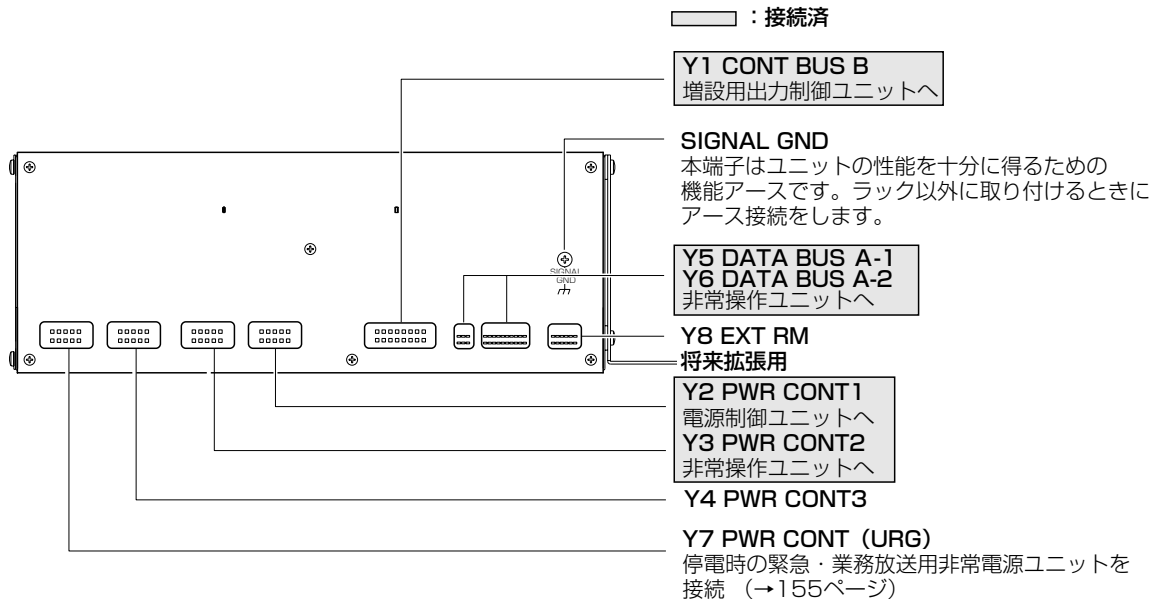 ：接続済
Y1 CONT BUS B
増設用出力制御ユニットへ
SIGNAL GND
本端子はユニットの性能を十分に得るための
機能アースです。ラック以外に取り付けるときに
アース接続をします。
SIGNAL
GND
Y5 DATA BUS A-1
Y6 DATA BUS A-2
非常操作ユニットへ
Y8 EXT RM
将来拡張用
Y2 PWR CONT1
電源制御ユニットへ
Y3 PWR CONT2
非常操作ユニットへ
Y4 PWR CONT3
Y7 PWR CONT（URG）
停電時の緊急・業務放送用非常電源ユニットを
接続 （→155ページ）